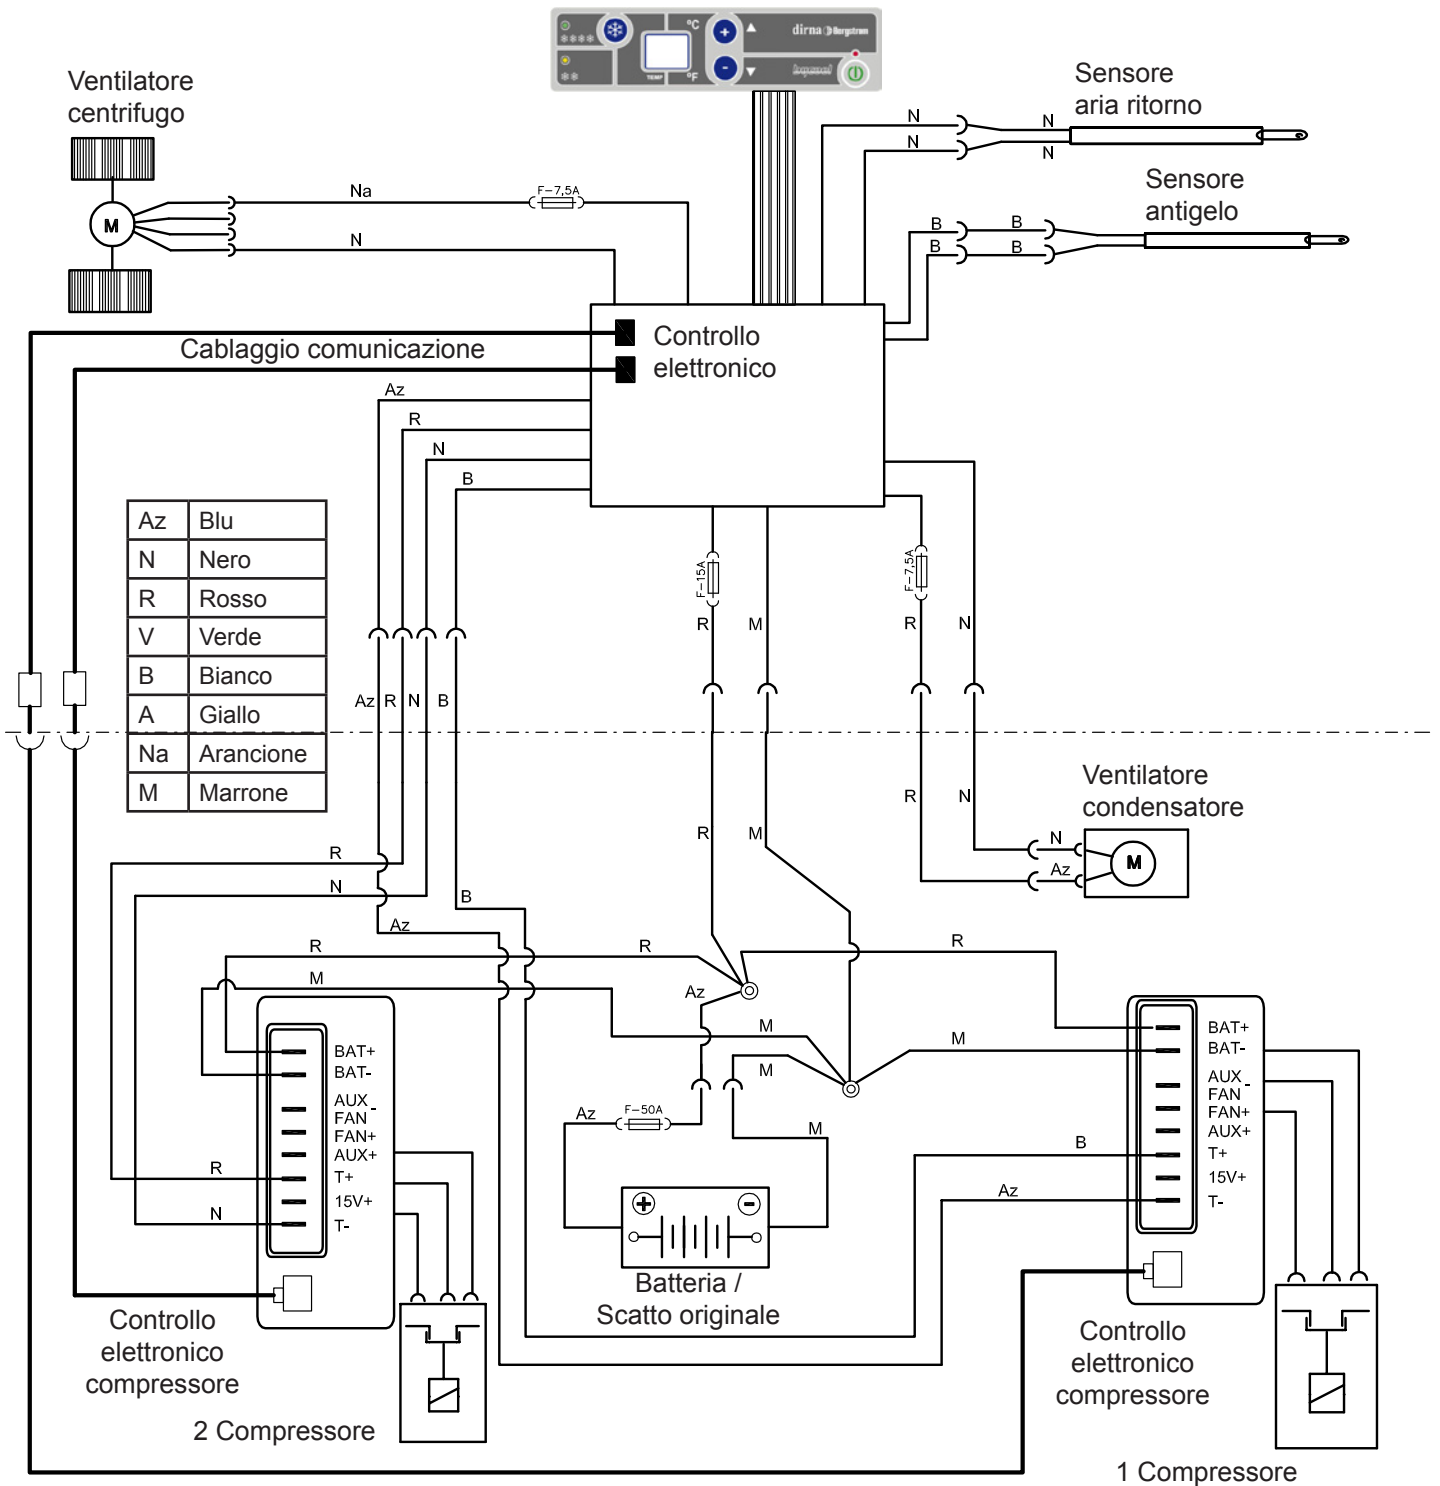 °C
°F
TEMP
dirna Bergstrom
Ventilatore
centrifugo
Sensore
aria ritorno
Sensore
antigelo
M
Na
F-7,5A
N
N
N
N
N
B
B
B
B
Controllo
elettronico
Cablaggio comunicazione
Az
R
N
B
Az Blu
N Nero
R Rosso
V Verde
B Bianco
A Giallo
Na Arancione
M Marrone
F-15A
F-7,5A
R
M
R
N
Az
R
N
B
R
M
R
N
Ventilatore
condensatore
N
Az
M
R
N
B
Az
R
R
R
M
Az
M
M
M
BAT+
BAT-
AUX -
FAN
FAN+
AUX+
T+
15V+
T-
R
N
Az
F-50A
M
+
-
Batteria /
Scatto originale
B
Az
BAT+
BAT-
AUX -
FAN
FAN+
AUX+
T+
15V+
T-
Controllo
elettronico
compressore
2 Compressore
Controllo
elettronico
compressore
1 Compressore